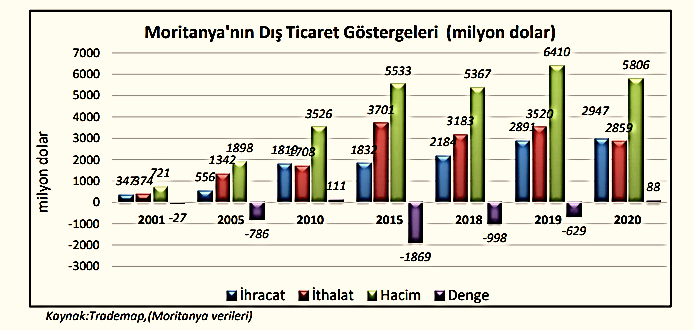 Moritanya'nın Dış Ticaret Göstergeleri (milyon dolar)
milyon dolar
7000
6000
5000
4000
3000
2000
1000
0
-1000
-2000
-3000
347 374 721 -27
556 1342 1898 -786
1819 1708 3526 111
1832 3701 5533 -1869
2184 3183 5367 -998
2891 3520 6410 -629
2947 2859 5806 88
2001 2005 2010 2015 2018 2019 2020
İhracat İthalat Hacim Denge
Kaynak:Trademap,(Moritanya verileri)